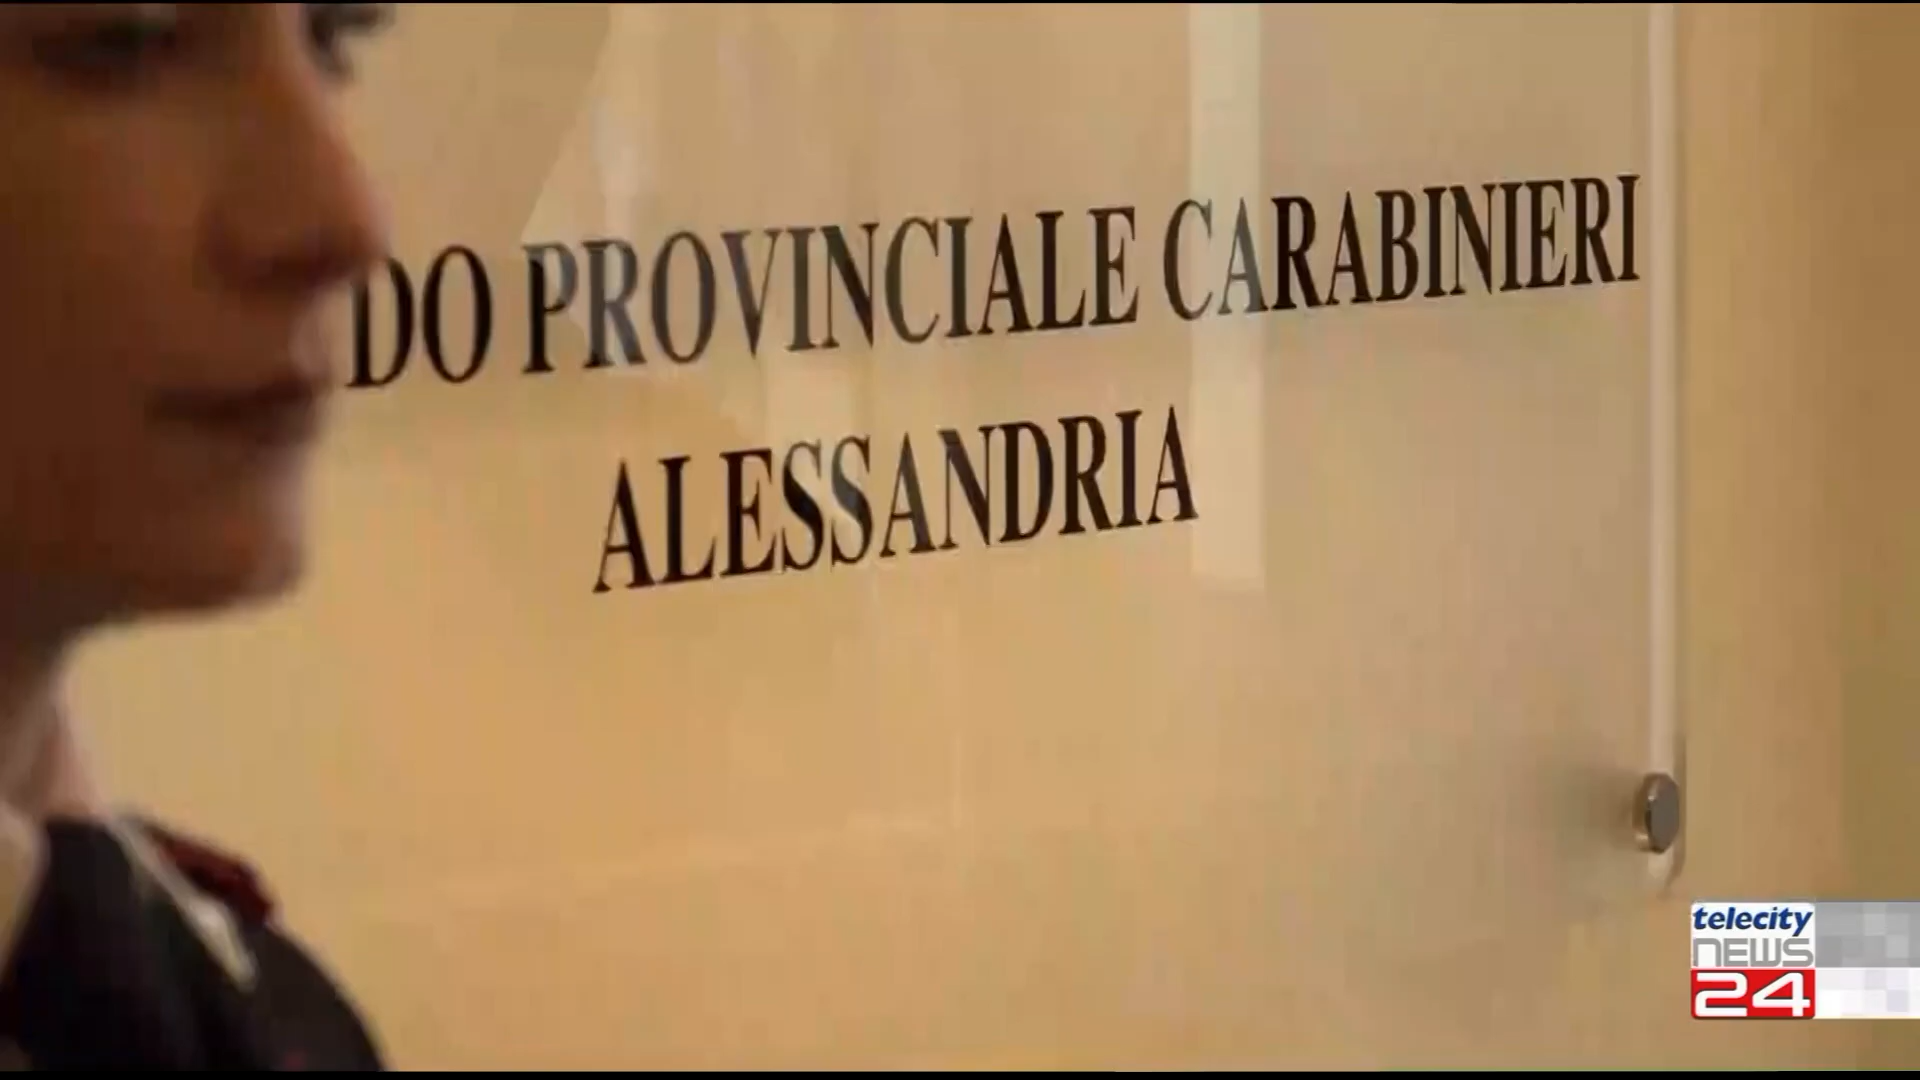 DO PROVINCIALE CARABINIERI
ALESSANDRIA
telecity
NEWS
24